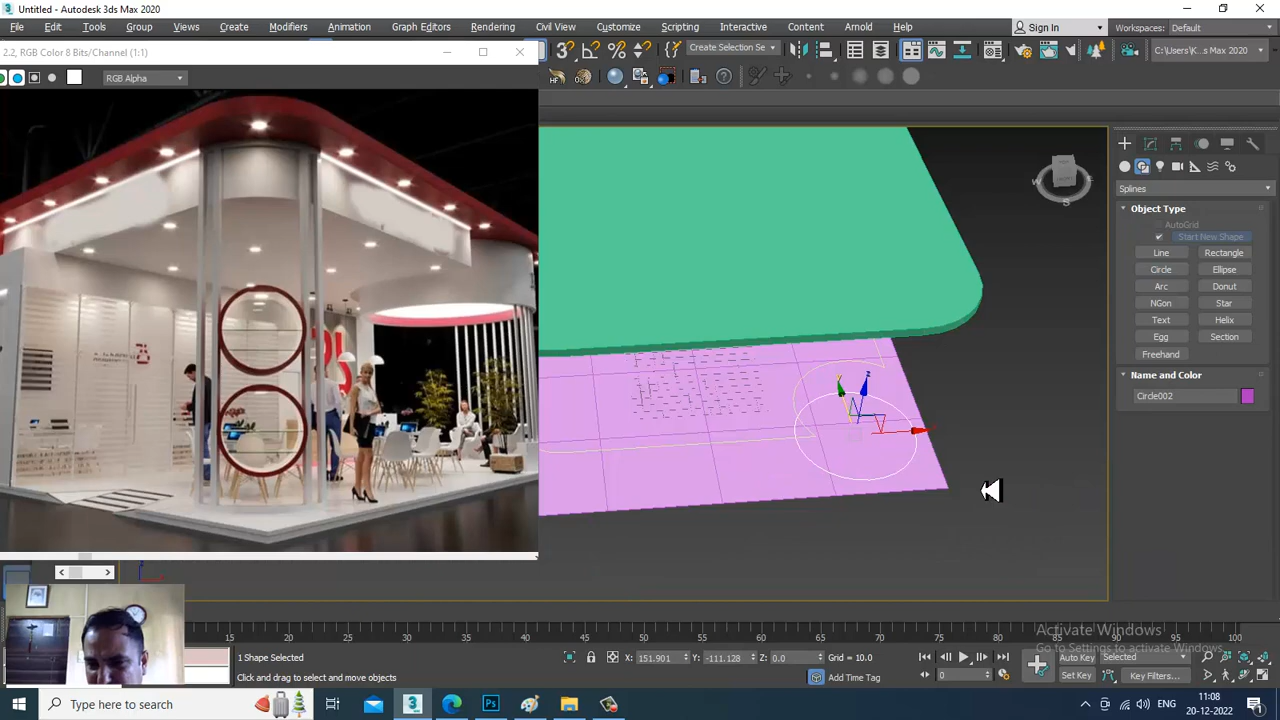 Untitled - Autodesk 3ds Max 2020
File Edit Tools Group Views Create Modifiers Animation Graph Editors Rendering Civil View Customize Scripting Interactive Content Arnold Help
Sign In
Workspaces: Default
2.2, RGB Color 8 Bits/Channel (1:1)
Create Selection Se
C:\Users\K...s Max 2020
RGB Alpha
Splines
Object Type
AutoGrid
Start New Shape
Line Rectangle
Circle Ellipse
Arc Donut
NGon Star
Text Helix
Egg Section
Freehand
Name and Color
Circle002
15 20 25 30 35 40 45 50 55 60 65 70 75 80 85 90 95 100
Activate Windows
Go to Settings to activate Windows.
1 Shape Selected
X: 151.901 Y: -111.128 Z: 0.0 Grid = 10.0
Auto Key Selected
Click and drag to select and move objects
Add Time Tag
0
Set Key Key Filters...
Type here to search
ENG
11:08
20-12-2022